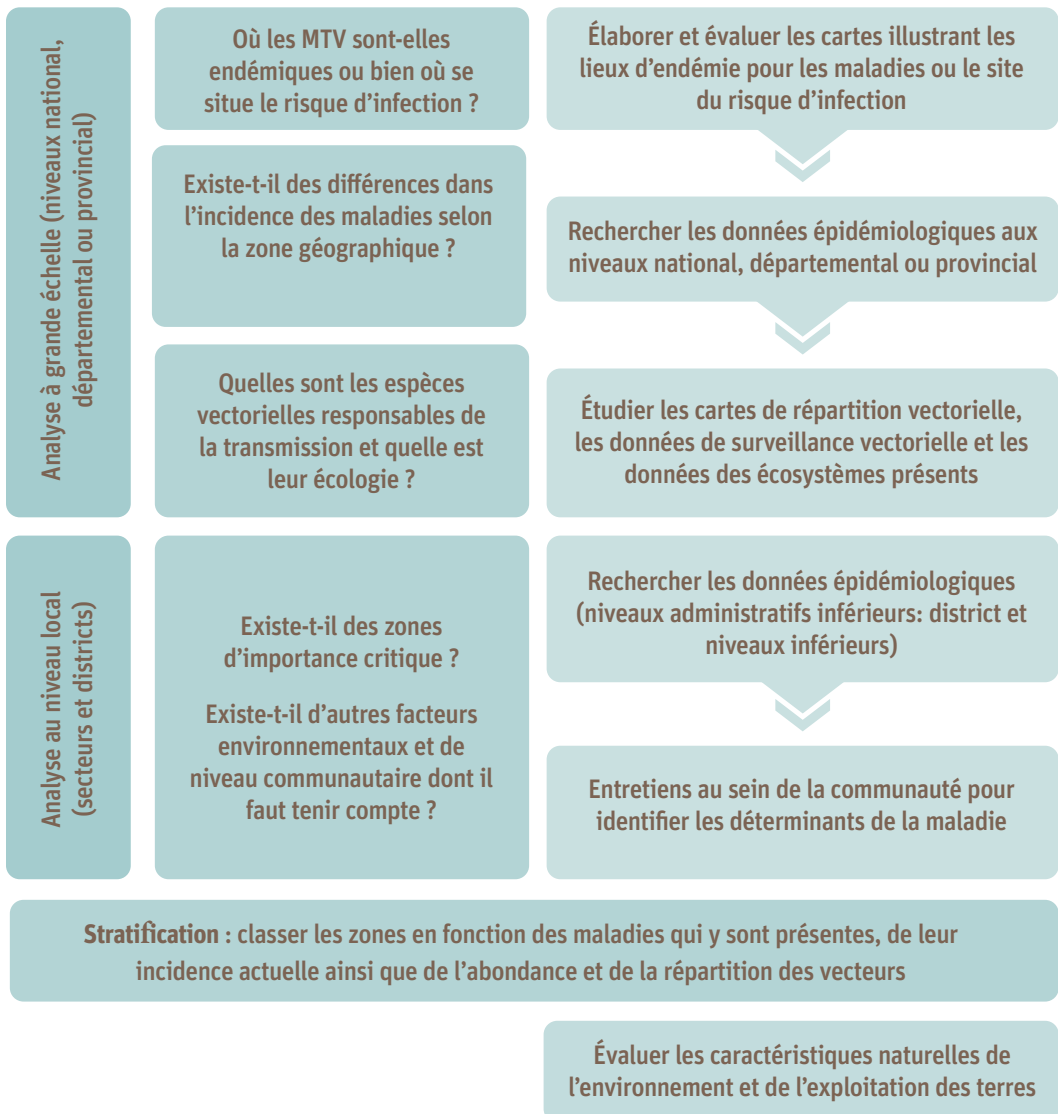 Analyse à grande échelle (niveaux national,
départemental ou provincial)
Où les MTV sont-elles
endémiques ou bien où se
situe le risque d'infection ?
Élaborer et évaluer les cartes illustrant les
lieux d'endémie pour les maladies ou le site
du risque d'infection
Existe-t-il des différences dans
l'incidence des maladies selon
la zone géographique ?
Rechercher les données épidémiologiques aux
niveaux national, départemental ou provincial
Quelles sont les espèces
vectorielles responsables de
la transmission et quelle est
leur écologie ?
Étudier les cartes de répartition vectorielle,
les données de surveillance vectorielle et les
données des écosystèmes présents
Analyse au niveau local
(secteurs et districts)
Existe-t-il des zones
d'importance critique ?
Existe-t-il d'autres facteurs
environnementaux et de
niveau communautaire dont il
faut tenir compte ?
Rechercher les données épidémiologiques
(niveaux administratifs inférieurs: district et
niveaux inférieurs)
Entretiens au sein de la communauté pour
identifier les déterminants de la maladie
Stratification : classer les zones en fonction des maladies qui y sont présentes, de leur
incidence actuelle ainsi que de l'abondance et de la répartition des vecteurs
Évaluer les caractéristiques naturelles de
l'environnement et de l'exploitation des terres